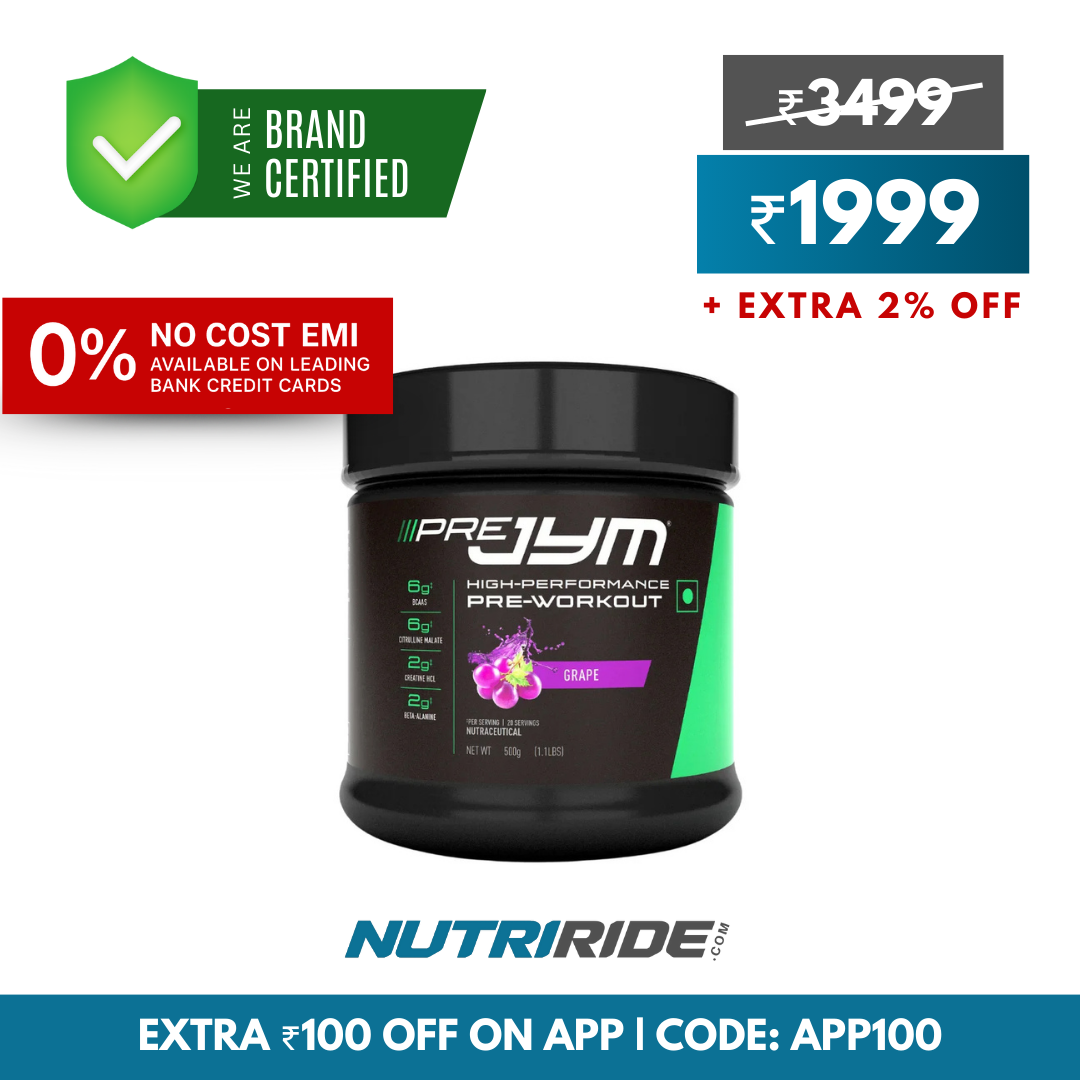 WE ARE
BRAND
CERTIFIED
₹3499
₹1999
+ EXTRA 2% OFF
0%
NO COST EMI
AVAILABLE ON LEADING
BANK CREDIT CARDS
///PRE JYM®
HIGH-PERFORMANCE
PRE-WORKOUT
6g‡
BCAAS
6g‡
CITRULLINE MALATE
2g‡
CREATINE HCL
2g‡
BETA-ALANINE
GRAPE
‡PER SERVING | 20 SERVINGS
NUTRACEUTICAL
NET WT 500g (1.1LBS)
NUTRIRIDE.COM
EXTRA ₹100 OFF ON APP | CODE: APP100